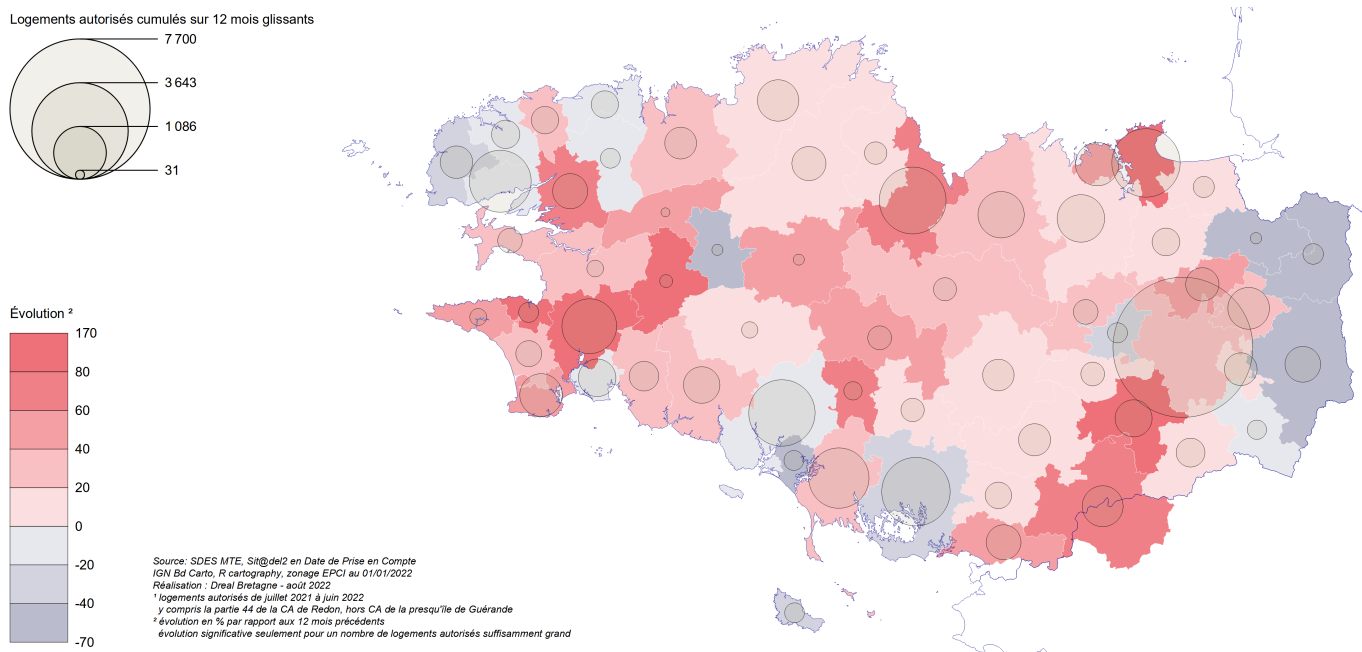 Logements autorisés cumulés sur 12 mois glissants
7 700
3 643
1 086
31
Évolution ²
170
80
60
40
20
0
-20
-40
-70
Source: SDES MTE, Sit@del2 en Date de Prise en Compte
IGN Bd Carto, R cartography, zonage EPCI au 01/01/2022
Réalisation : Dreal Bretagne - août 2022
¹ logements autorisés de juillet 2021 à juin 2022
y compris la partie 44 de la CA de Redon, hors CA de la presqu'île de Guérande
² évolution en % par rapport aux 12 mois précédents
évolution significative seulement pour un nombre de logements autorisés suffisamment grand